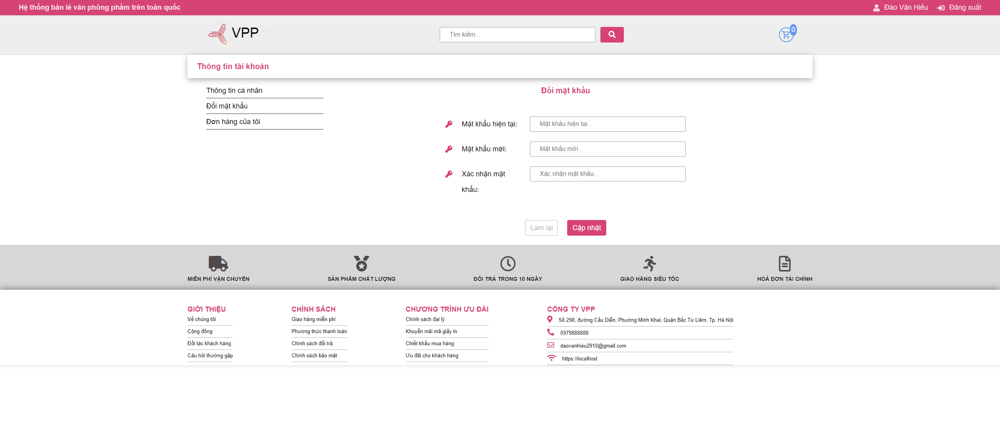 Hệ thống bán lẻ văn phòng phẩm trên toàn quốc
Đào Văn Hiếu
Đăng xuất
VPP
Tìm kiếm...
0
Thông tin tài khoản
Thông tin cá nhân
Đổi mật khẩu
Đơn hàng của tôi
Đổi mật khẩu
Mật khẩu hiện tại:
Mật khẩu hiện tại...
Mật khẩu mới:
Mật khẩu mới...
Xác nhận mật
khẩu:
Xác nhận mật khẩu...
Làm lại
Cập nhật
MIỄN PHÍ VẬN CHUYỂN
SẢN PHẨM CHẤT LƯỢNG
ĐỔI TRẢ TRONG 10 NGÀY
GIAO HÀNG SIÊU TỐC
HOÁ ĐƠN TÀI CHÍNH
GIỚI THIỆU
Về chúng tôi
Cộng đồng
Đối tác khách hàng
Câu hỏi thường gặp
CHÍNH SÁCH
Giao hàng miễn phí
Phương thức thanh toán
Chính sách đổi trả
Chính sách bảo mật
CHƯƠNG TRÌNH ƯU ĐÃI
Chính sách đại lý
Khuyễn mãi mã giấy in
Chiết khấu mua hàng
Ưu đãi cho khách hàng
CÔNG TY VPP
Số 298, đường Cầu Diễn, Phường Minh Khai, Quận Bắc Từ Liêm, Tp. Hà Nội
0979888888
daovanhieu2910@gmail.com
https://localhost